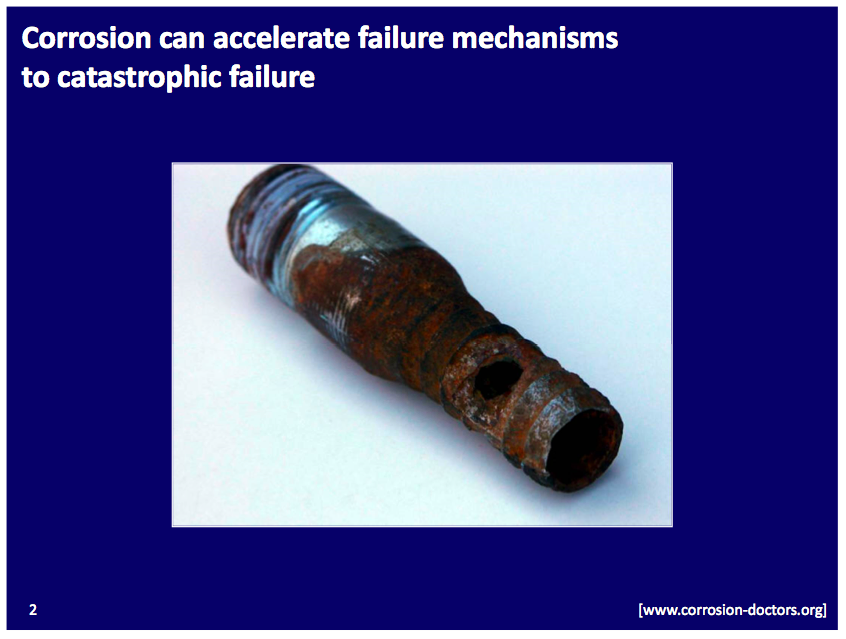 Corrosion can accelerate failure mechanisms
to catastrophic failure
2
[www.corrosion-doctors.org]